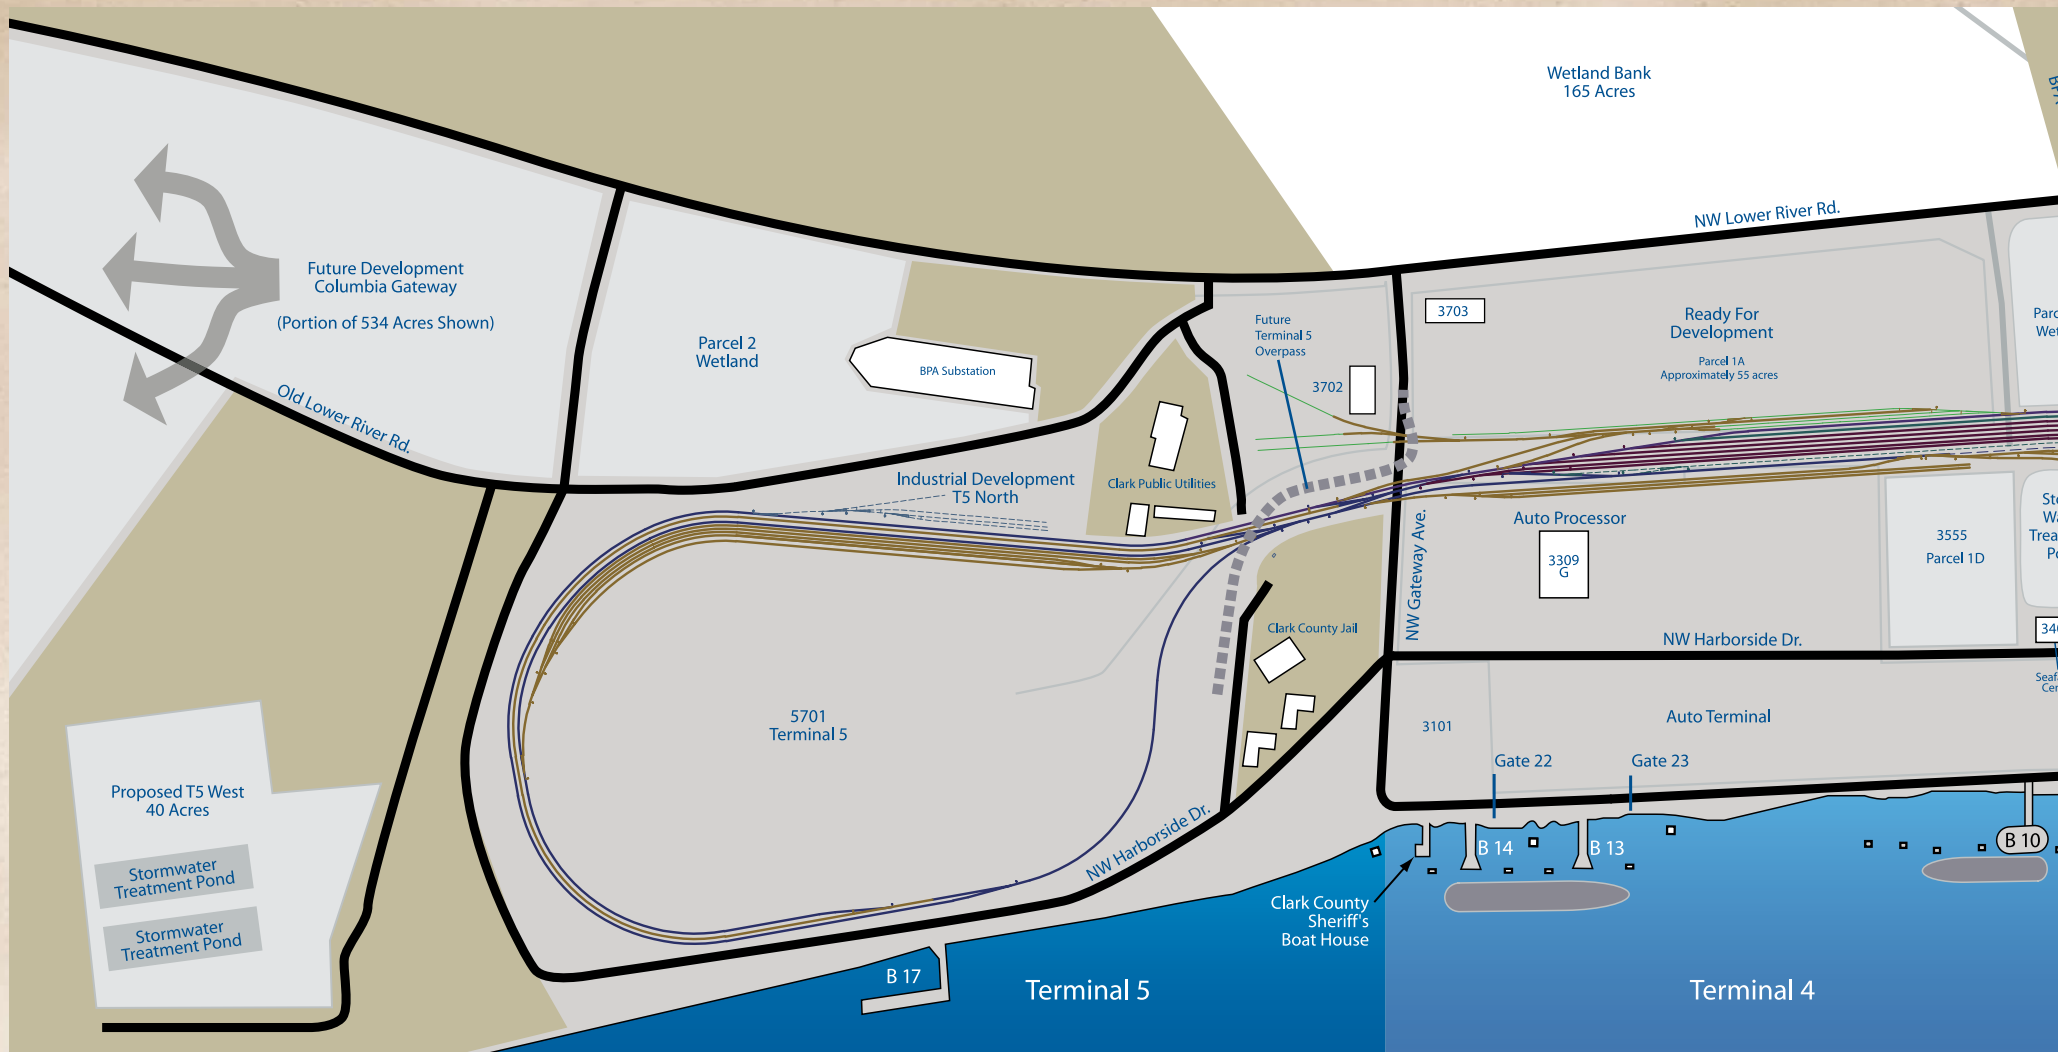 Wetland Bank
165 Acres
NW Lower River Rd.
Future Development
Columbia Gateway
(Portion of 534 Acres Shown)
Old Lower River Rd.
Parcel 2
Wetland
BPA Substation
Future
Terminal 5
Overpass
3702
3703
Ready For
Development
Parcel 1A
Approximately 55 acres
Industrial Development
T5 North
Clark Public Utilities
NW Gateway Ave.
Auto Processor
3309
G
3555
Parcel 1D
Clark County Jail
NW Harborside Dr.
5701
Terminal 5
3101
Auto Terminal
Gate 22
Gate 23
Proposed T5 West
40 Acres
Stormwater
Treatment Pond
Stormwater
Treatment Pond
NW Harborside Dr.
B 14
B 13
B 10
Clark County
Sheriff's
Boat House
B 17
Terminal 5
Terminal 4